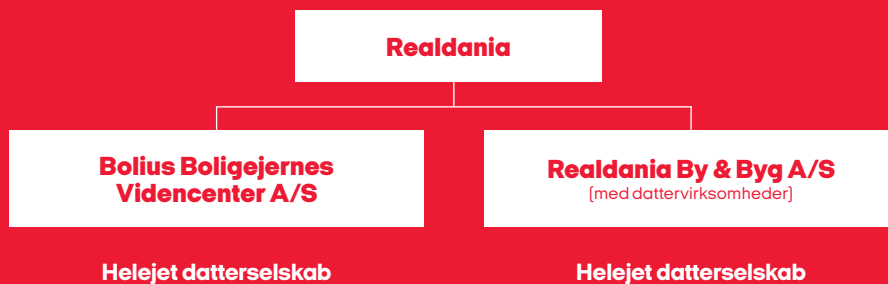 Realdania
Bolius Boligejernes
Videncenter A/S
Realdania By & Byg A/S
(med dattervirksomheder)
Helejet datterselskab
Helejet datterselskab